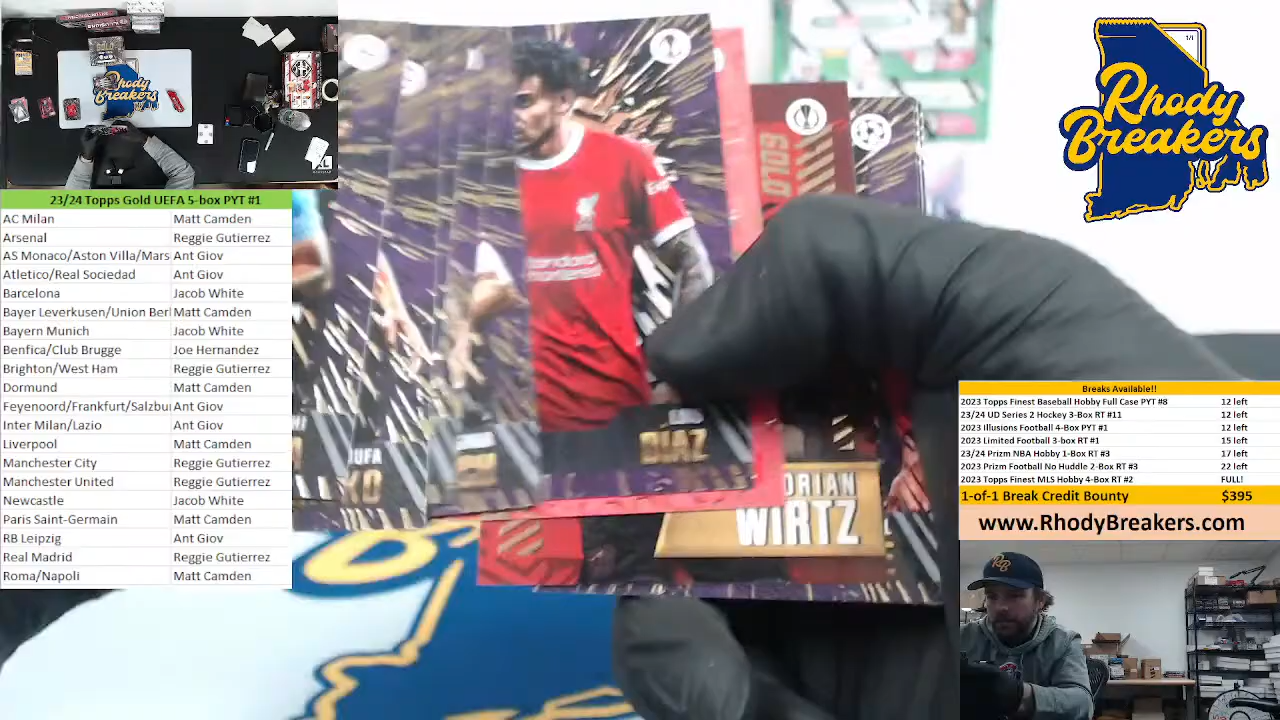 1/1
Rhody
Breakers
Rhody
Breakers
23/24 Topps Gold UEFA 5-box PYT #1
AC Milan Matt Camden
Arsenal Reggie Gutierrez
AS Monaco/Aston Villa/Mars Ant Giov
Atletico/Real Sociedad Ant Giov
Barcelona Jacob White
Bayer Leverkusen/Union Berl Matt Camden
Bayern Munich Jacob White
Benfica/Club Brugge Joe Hernandez
Brighton/West Ham Reggie Gutierrez
Dormund Matt Camden
Feyenoord/Frankfurt/Salzbu Ant Giov
Inter Milan/Lazio Ant Giov
Liverpool Matt Camden
Manchester City Reggie Gutierrez
Manchester United Reggie Gutierrez
Newcastle Jacob White
Paris Saint-Germain Matt Camden
RB Leipzig Ant Giov
Real Madrid Reggie Gutierrez
Roma/Napoli Matt Camden
GOLD
DIAZ
UFA
KO
ORIAN
WIRTZ
Breaks Available!!
2023 Topps Finest Baseball Hobby Full Case PYT #8 12 left
23/24 UD Series 2 Hockey 3-Box RT #11 12 left
2023 Illusions Football 4-Box PYT #1 12 left
2023 Limited Football 3-box RT #1 15 left
23/24 Prizm NBA Hobby 1-Box RT #3 17 left
2023 Prizm Football No Huddle 2-Box RT #3 22 left
2023 Topps Finest MLS Hobby 4-Box RT #2 FULL!
1-of-1 Break Credit Bounty $395
www.RhodyBreakers.com